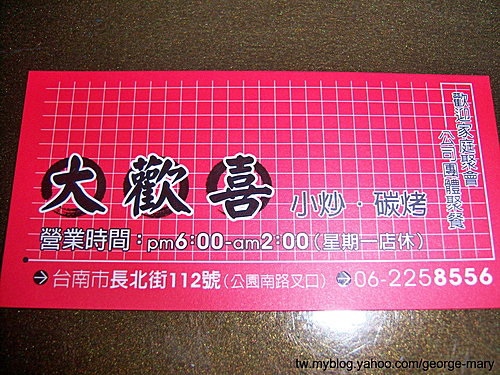 歡迎家庭聚會
公司團體聚餐
大歡喜
小炒·碳烤
營業時間:pm6:00-am2:00(星期一店休)
台南市長北街112號(公園南路叉口) 06-2258556
tw.myblog.yahoo.com/george-mary